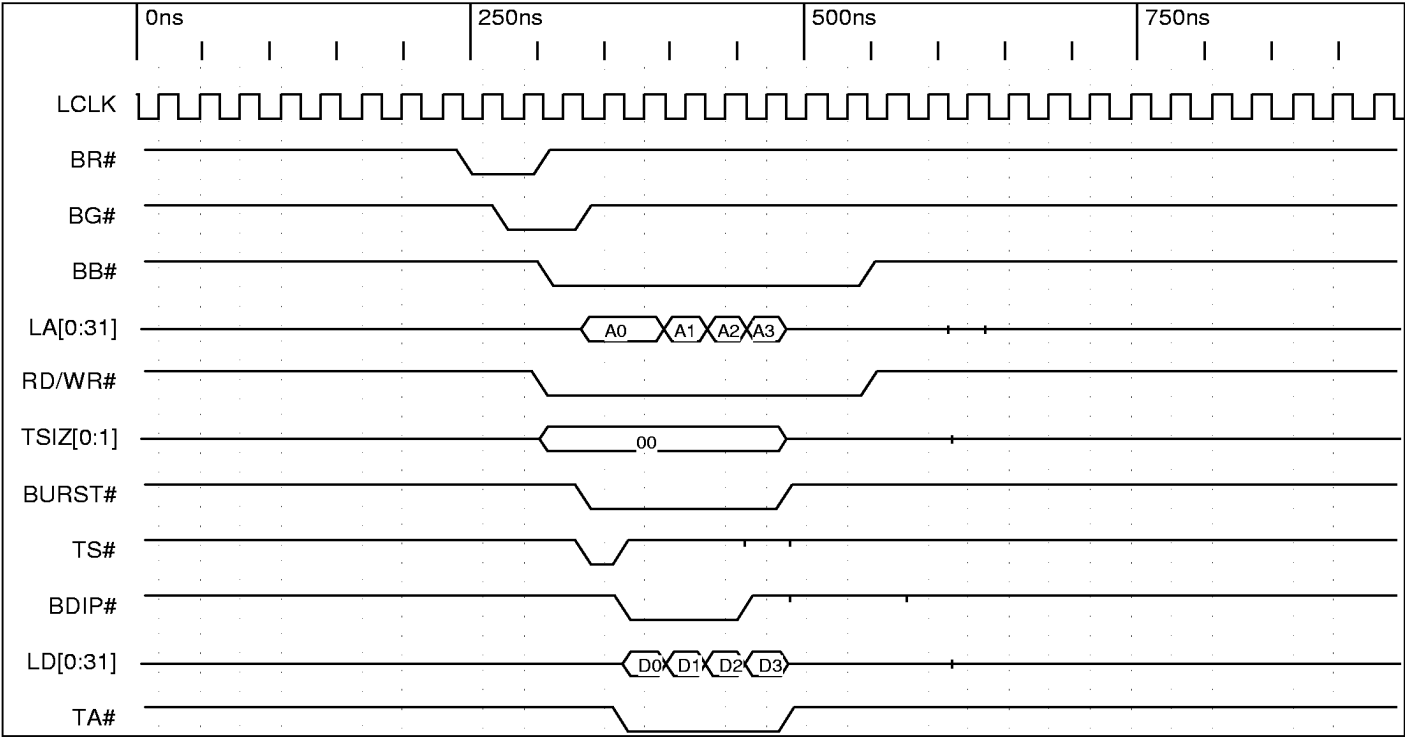 0ns 250ns 500ns 750ns
LCLK
BR#
BG#
BB#
LA[0:31] A0 A1 A2 A3
RD/WR#
TSIZ[0:1] 00
BURST#
TS#
BDIP#
LD[0:31] D0 D1 D2 D3
TA#